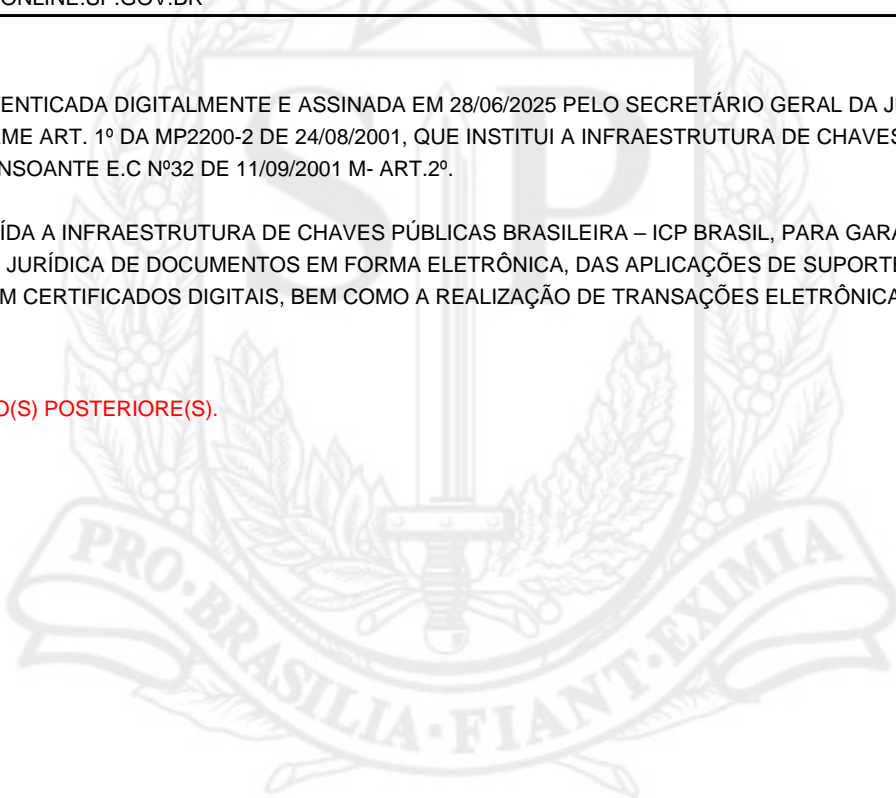 ONLINE.SP.GOV.BR
ENTICADA DIGITALMENTE E ASSINADA EM 28/06/2025 PELO SECRETÁRIO GERAL DA J
ME ART. 1º DA MP2200-2 DE 24/08/2001, QUE INSTITUI A INFRAESTRUTURA DE CHAVES
NSOANTE E.C Nº32 DE 11/09/2001 M- ART.2º.
ÍDA A INFRAESTRUTURA DE CHAVES PÚBLICAS BRASILEIRA – ICP BRASIL, PARA GARA
JURÍDICA DE DOCUMENTOS EM FORMA ELETRÔNICA, DAS APLICAÇÕES DE SUPORTE
M CERTIFICADOS DIGITAIS, BEM COMO A REALIZAÇÃO DE TRANSAÇÕES ELETRÔNICA
O(S) POSTERIORE(S).
SP
PRO·BRASILIA·FIANT·EXIMIA